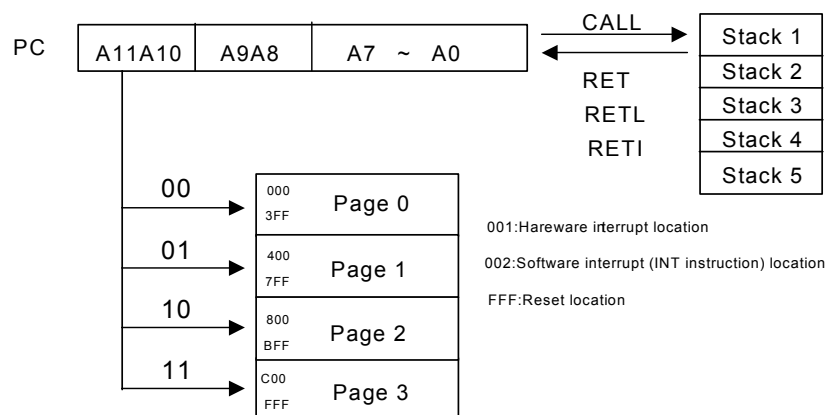 PC
A11A10 A9A8 A7 ~ A0
CALL
RET
RETL
RETI
Stack 1
Stack 2
Stack 3
Stack 4
Stack 5
00
000
3FF
Page 0
01
400
7FF
Page 1
10
800
BFF
Page 2
11
C00
FFF
Page 3
001:Hareware interrupt location
002:Software interrupt (INT instruction) location
FFF:Reset location